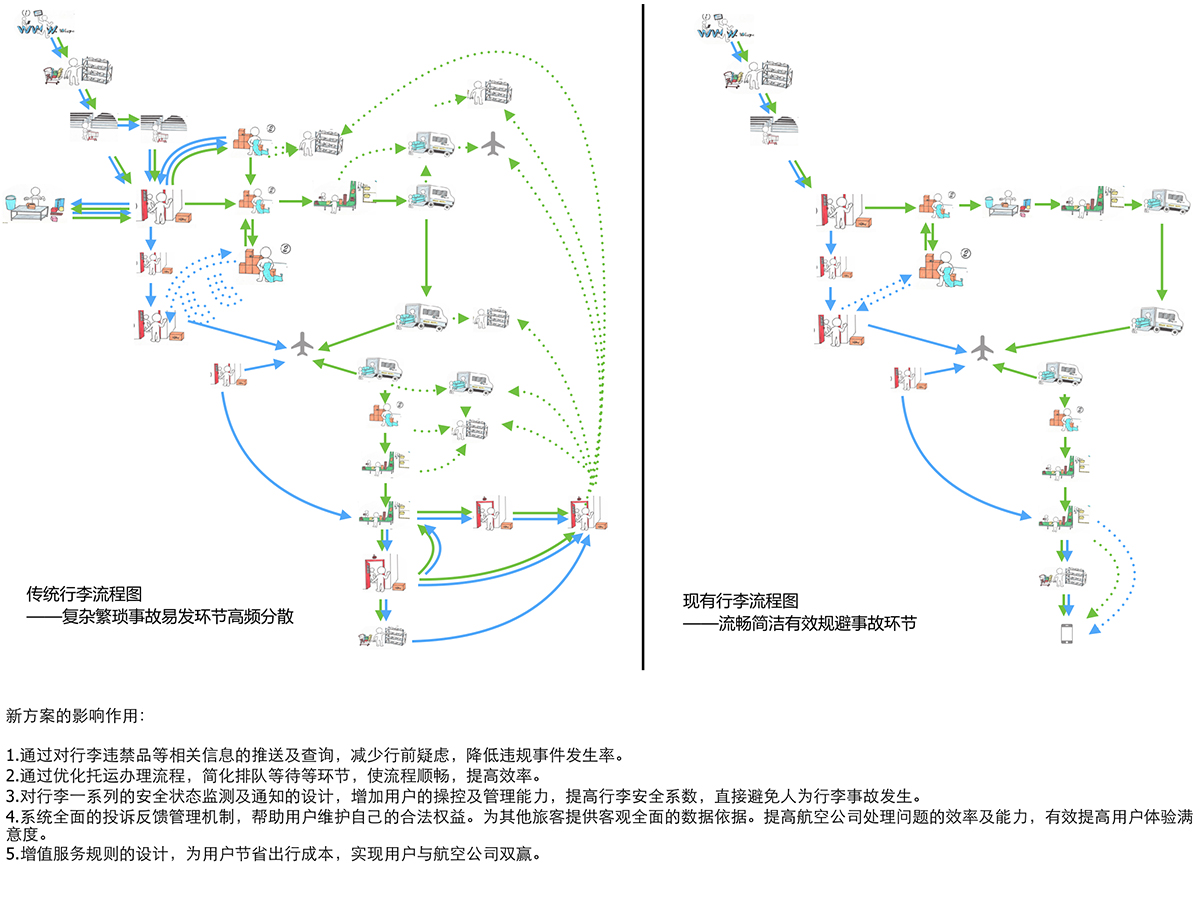 WWW
②
②
②
②
传统行李流程图
——复杂繁琐事故易发环节高频分散
WWW
②
②
②
现有行李流程图
——流畅简洁有效规避事故环节
新方案的影响作用：
1.通过对行李违禁品等相关信息的推送及查询，减少行前疑虑，降低违规事件发生率。
2.通过优化托运办理流程，简化排队等待等环节，使流程顺畅，提高效率。
3.对行李一系列的安全状态监测及通知的设计，增加用户的操控及管理能力，提高行李安全系数，直接避免人为行李事故发生。
4.系统全面的投诉反馈管理机制，帮助用户维护自己的合法权益。为其他旅客提供客观全面的数据依据。提高航空公司处理问题的效率及能力，有效提高用户体验满
意度。
5.增值服务规则的设计，为用户节省出行成本，实现用户与航空公司双赢。